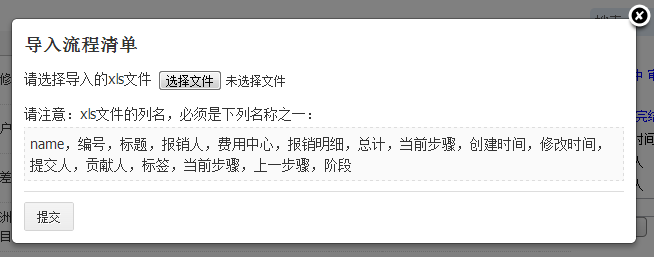 导入流程清单
请选择导入的xls文件 选择文件 未选择文件
请注意：xls文件的列名，必须是下列名称之一：
name，编号，标题，报销人，费用中心，报销明细，总计，当前步骤，创建时间，修改时间，
提交人，贡献人，标签，当前步骤，上一步骤，阶段
提交